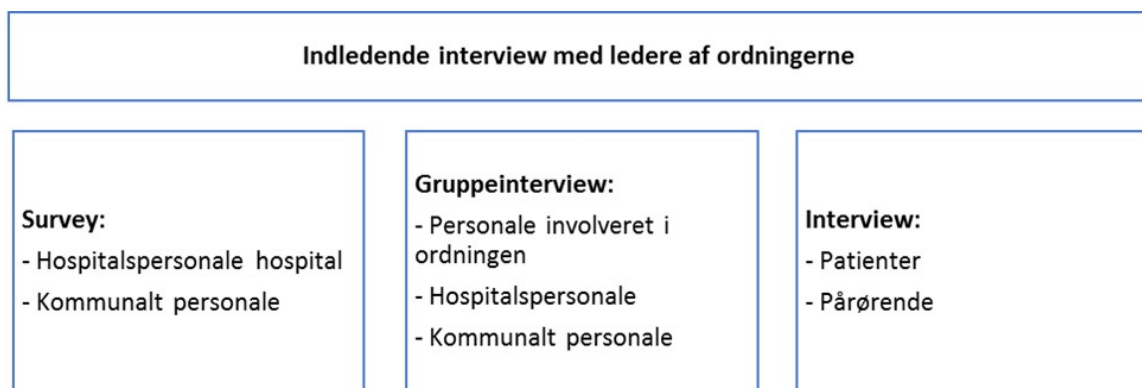 Indledende interview med ledere af ordningerne
Survey:
- Hospitalspersonale hospital
- Kommunalt personale
Gruppeinterview:
- Personale involveret i
ordningen
- Hospitalspersonale
- Kommunalt personale
Interview:
- Patienter
- Pårørende